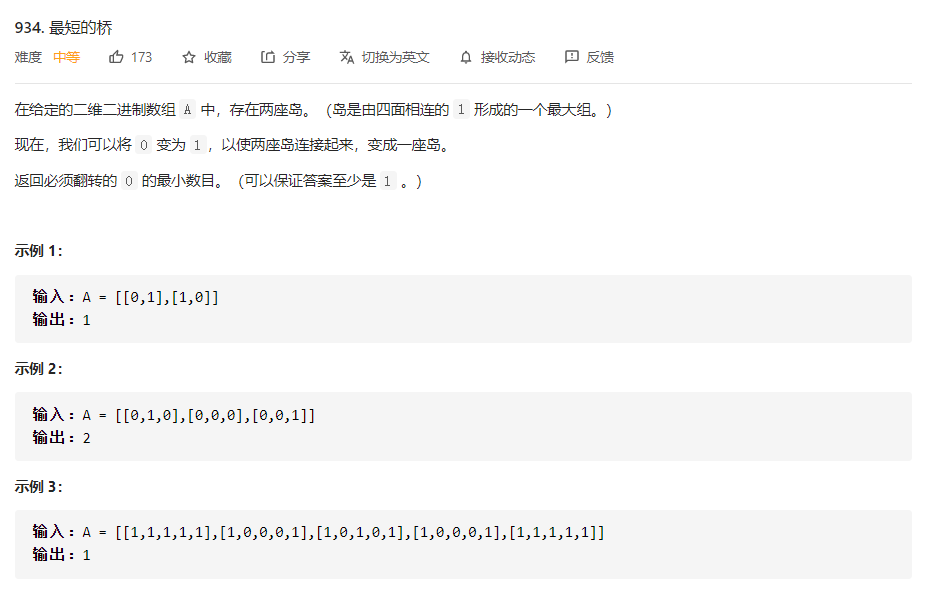 934. 最短的桥
难度 中等 173 收藏 分享 切换为英文 接收动态 反馈
在给定的二维二进制数组 A 中，存在两座岛。（岛是由四面相连的 1 形成的一个最大组。）
现在，我们可以将 0 变为 1，以使两座岛连接起来，变成一座岛。
返回必须翻转的 0 的最小数目。（可以保证答案至少是 1 。）
示例 1：
输入：A = [[0,1],[1,0]]
输出：1
示例 2：
输入：A = [[0,1,0],[0,0,0],[0,0,1]]
输出：2
示例 3：
输入：A = [[1,1,1,1,1],[1,0,0,0,1],[1,0,1,0,1],[1,0,0,0,1],[1,1,1,1,1]]
输出：1